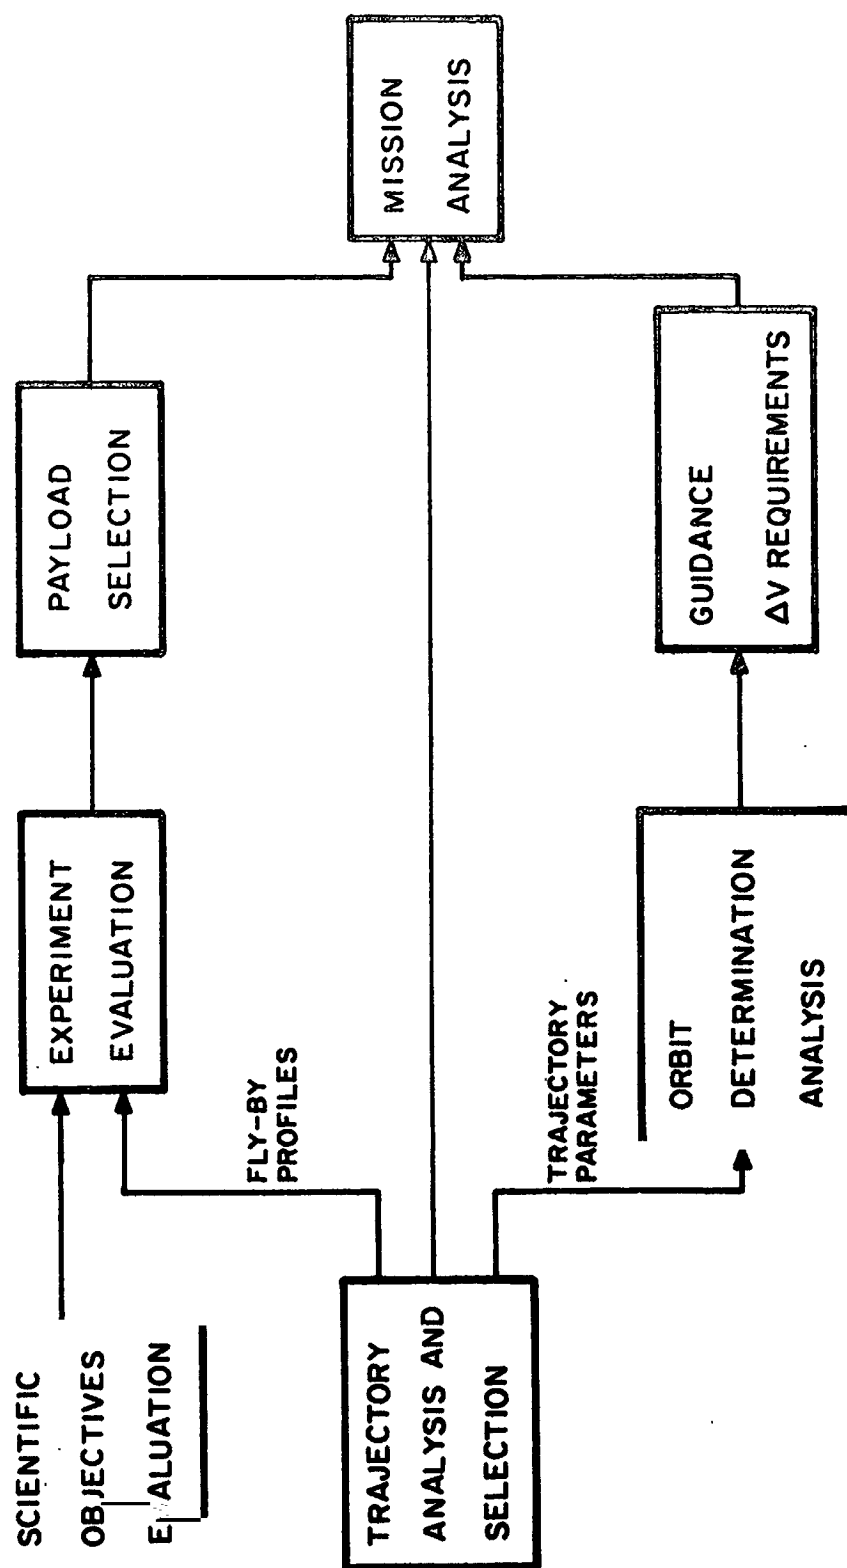 SCIENTIFIC
OBJECTIVES
E ALUATION
EXPERIMENT
EVALUATION
PAYLOAD
SELECTION
FLY-BY
PROFILES
TRAJECTORY
ANALYSIS AND
SELECTION
MISSION
ANALYSIS
TRAJECTORY
PARAMETERS
ORBIT
DETERMINATION
ANALYSIS
GUIDANCE
ΔV REQUIREMENTS